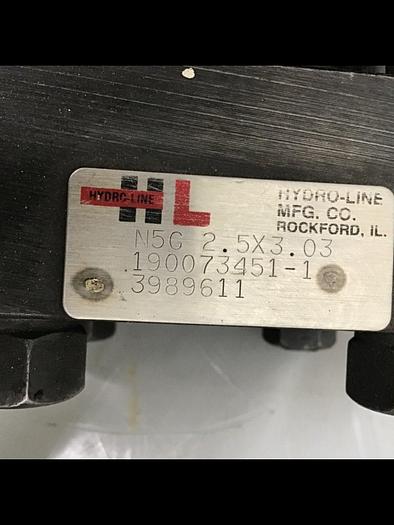 HYDRO-LINE
HL
HYDRO-LINE
MFG. CO.
ROCKFORD, IL.
N5G 2.5X3.03
190073451-1
3989611